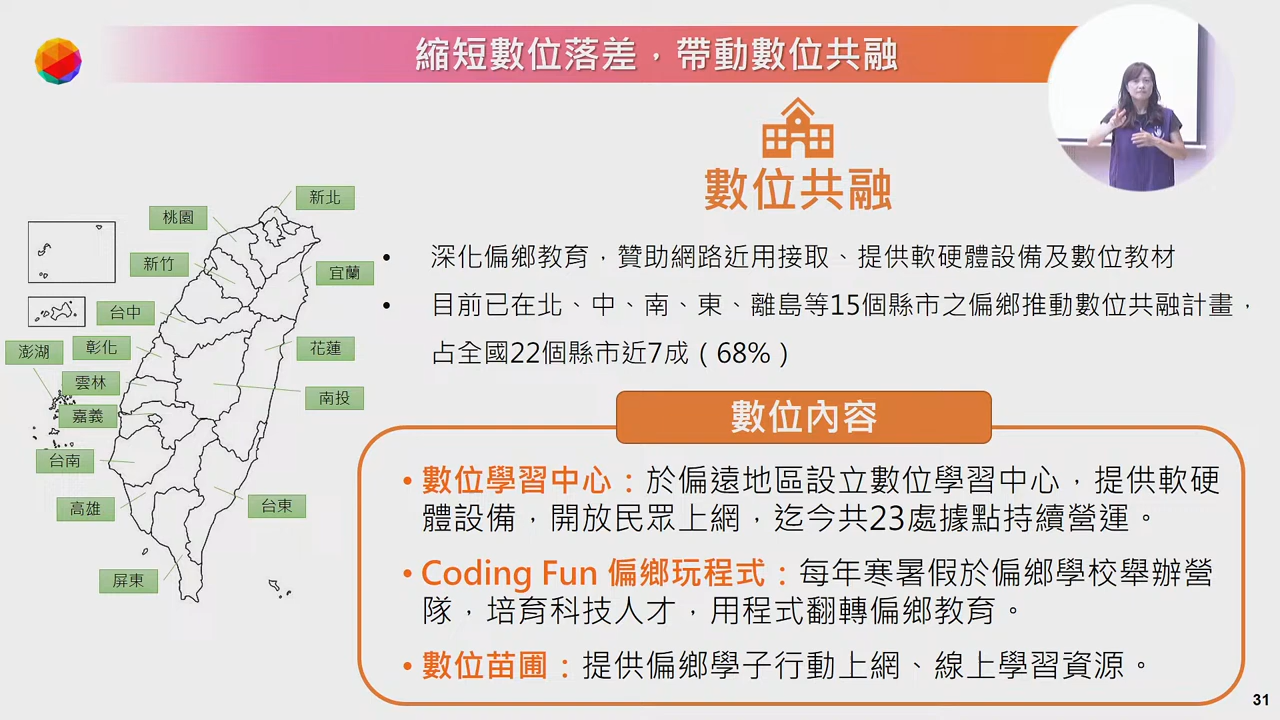 縮短數位落差，帶動數位共融
數位共融
新北
桃園
新竹
宜蘭
台中
澎湖
彰化
花蓮
雲林
南投
嘉義
台南
高雄
台東
屏東
• 深化偏鄉教育，贊助網路近用接取、提供軟硬體設備及數位教材
• 目前已在北、中、南、東、離島等15個縣市之偏鄉推動數位共融計畫，
占全國22個縣市近7成（68%）
數位內容
•數位學習中心：於偏遠地區設立數位學習中心，提供軟硬
體設備，開放民眾上網，迄今共23處據點持續營運。
•Coding Fun 偏鄉玩程式：每年寒暑假於偏鄉學校舉辦營
隊，培育科技人才，用程式翻轉偏鄉教育。
•數位苗圃：提供偏鄉學子行動上網、線上學習資源。
31